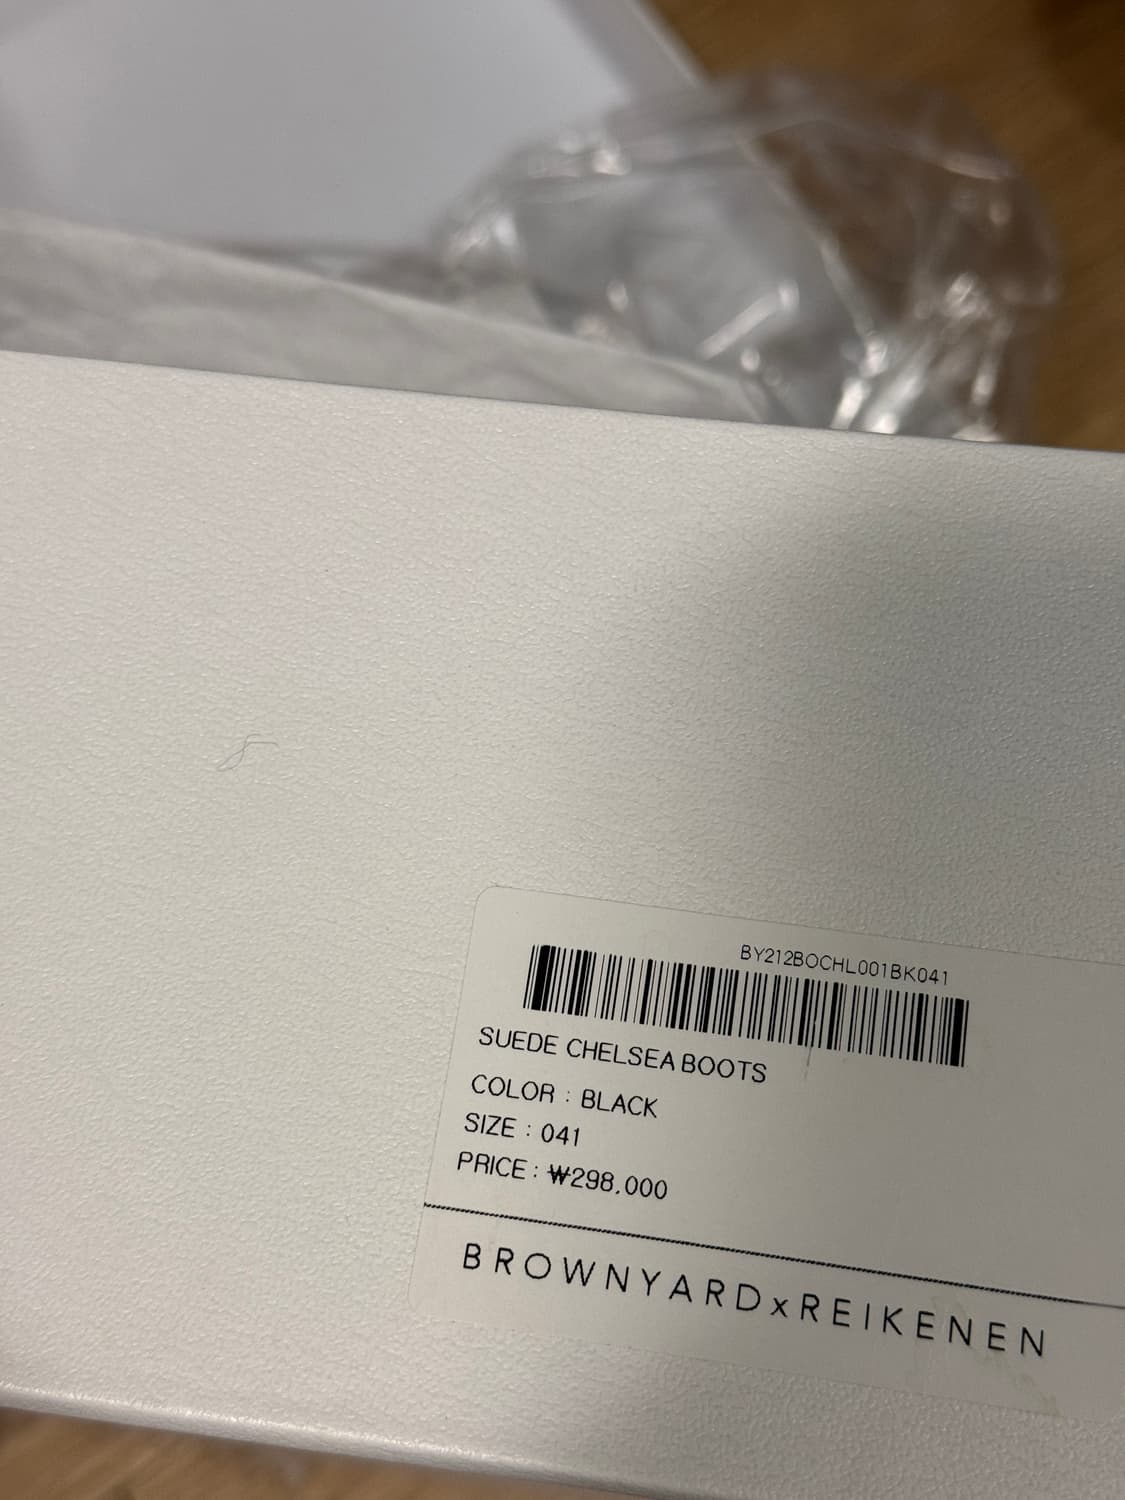 BY212BOCHL001BK041
SUEDE CHELSEA BOOTS
COLOR : BLACK
SIZE : 041
PRICE : ₩298,000
BROWNYARDxREIKENEN